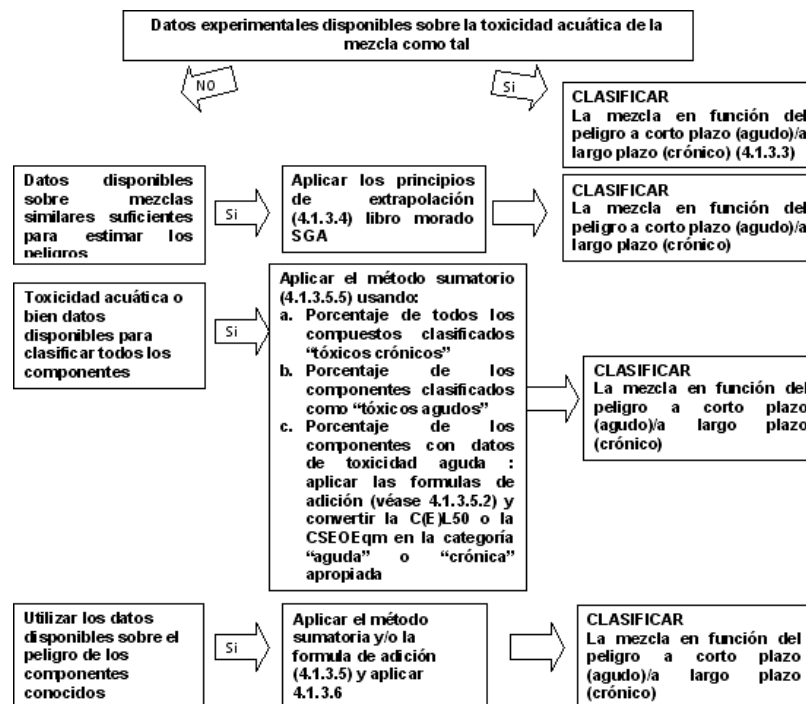 Datos experimentales disponibles sobre la toxicidad acuática de la
mezcla como tal
NO
Si
CLASIFICAR
La mezcla en función del
peligro a corto plazo (agudo)/a
largo plazo (crónico) (4.1.3.3)
Datos disponibles
sobre mezclas
similares suficientes
para estimar los
peligros
Si
Aplicar los principios
de extrapolación
(4.1.3.4) libro morado
SGA
CLASIFICAR
La mezcla en función del
peligro a corto plazo (agudo)/a
largo plazo (crónico)
Toxicidad acuática o
bien datos
disponibles para
clasificar todos los
componentes
Si
Aplicar el método sumatorio
(4.1.3.5.5) usando:
a. Porcentaje de todos los
compuestos clasificados
“tóxicos crónicos”
b. Porcentaje de los
componentes clasificados
como “tóxicos agudos”
c. Porcentaje de los
componentes con datos
de toxicidad aguda :
aplicar las formulas de
adición (véase 4.1.3.5.2) y
convertir la C(E)L50 o la
CSEOEqm en la categoría
“aguda” o “crónica”
apropiada
CLASIFICAR
La mezcla en función del
peligro a corto plazo
(agudo)/a largo plazo
(crónico)
Utilizar los datos
disponibles sobre el
peligro de los
componentes
conocidos
Si
Aplicar el método
sumatoria y/o la
formula de adición
(4.1.3.5) y aplicar
4.1.3.6
CLASIFICAR
La mezcla en función del
peligro a corto plazo
(agudo)/a largo plazo
(crónico)